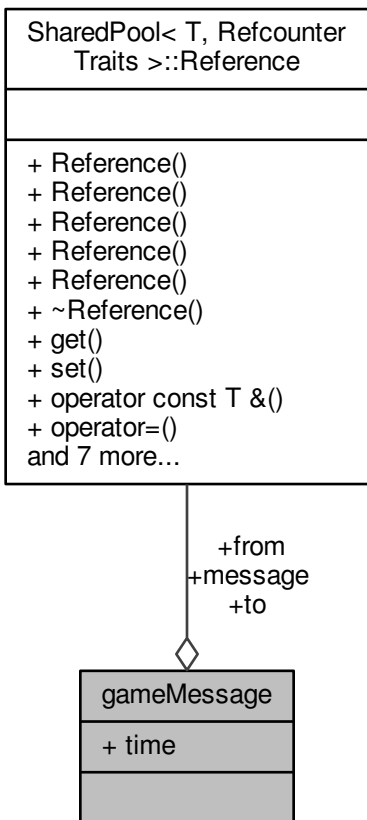 SharedPool< T, Refcounter
Traits >::Reference
+ Reference()
+ Reference()
+ Reference()
+ Reference()
+ Reference()
+ ~Reference()
+ get()
+ set()
+ operator const T &()
+ operator=()
and 7 more...
+from
+message
+to
gameMessage
+ time